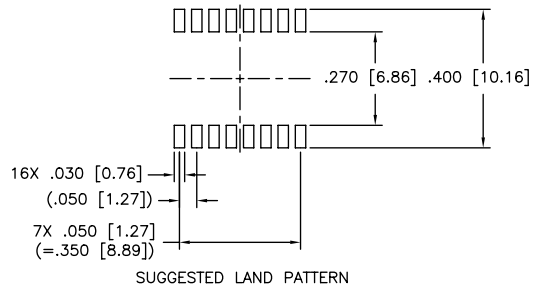 .270 [6.86] .400 [10.16]
16X .030 [0.76]
(.050 [1.27])
7X .050 [1.27]
(=.350 [8.89])
SUGGESTED LAND PATTERN